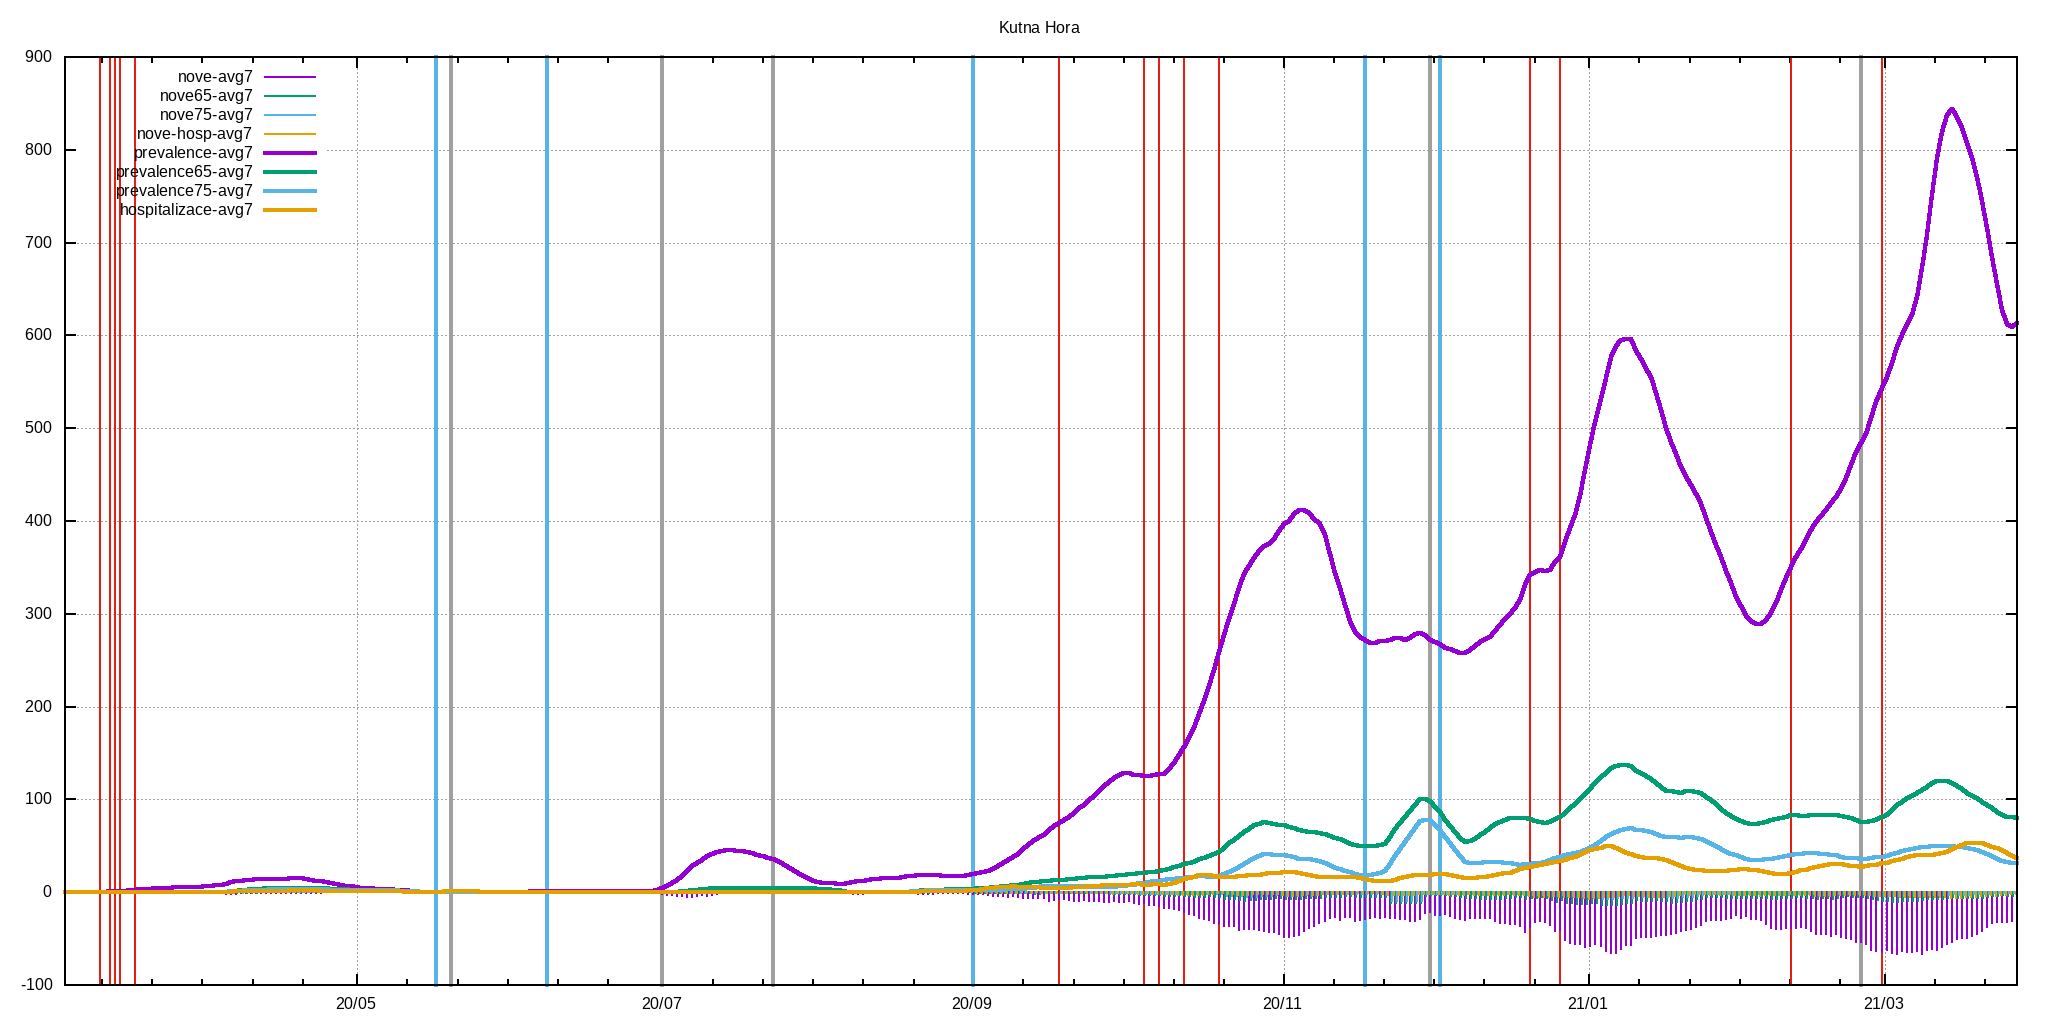 Kutna Hora
900
800
700
600
500
400
300
200
100
0
-100
nove-avg7
nove65-avg7
nove75-avg7
nove-hosp-avg7
prevalence-avg7
prevalence65-avg7
prevalence75-avg7
hospitalizace-avg7
20/05
20/07
20/09
20/11
21/01
21/03